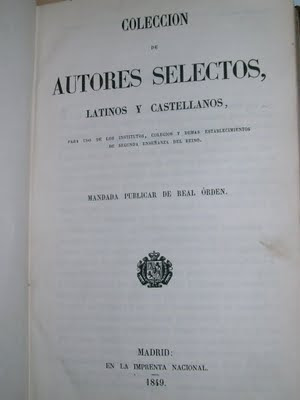 COLECCION
DE
AUTORES SELECTOS,
LATINOS Y CASTELLANOS,
PARA USO DE LOS INSTITUTOS, COLEGIOS Y DEMAS ESTABLECIMIENTOS
DE SEGUNDA ENSEÑANZA DEL REINO.
MANDADA PUBLICAR DE REAL ÓRDEN.
MADRID:
EN LA IMPRENTA NACIONAL.
1849.